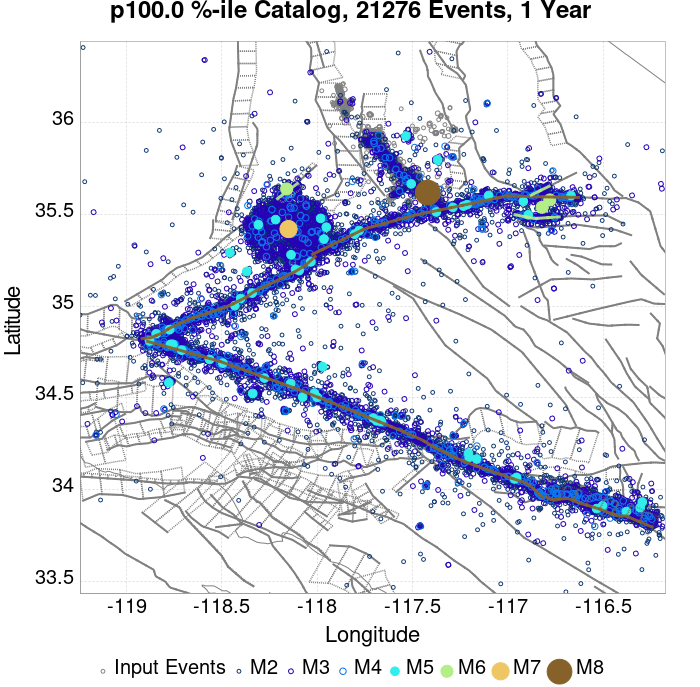 p100.0 %-ile Catalog, 21276 Events, 1 Year
36
35.5
35
34.5
34
33.5
Latitude
-119 -118.5 -118 -117.5 -117 -116.5
Longitude
Input Events M2 M3 M4 M5 M6 M7 M8